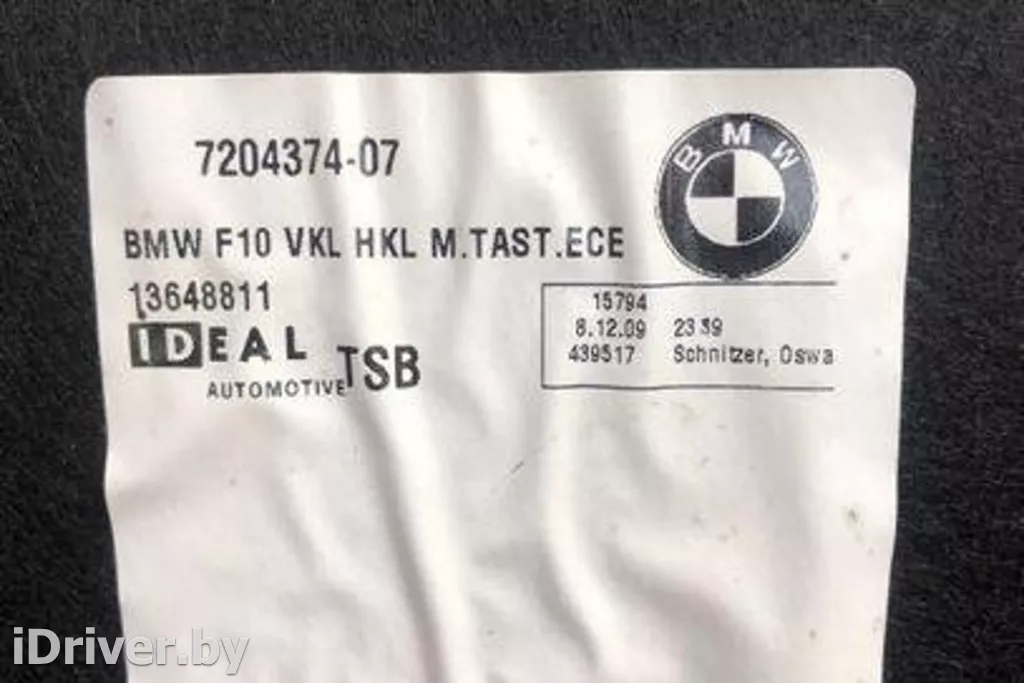 7204374-07
BMW
BMW F10 VKL HKL M.TAST.ECE
13648811
IDEAL
AUTOMOTIVE TSB
15794
8.12.09 23 39
439517 Schnitzer, Oswa
iDriver.by